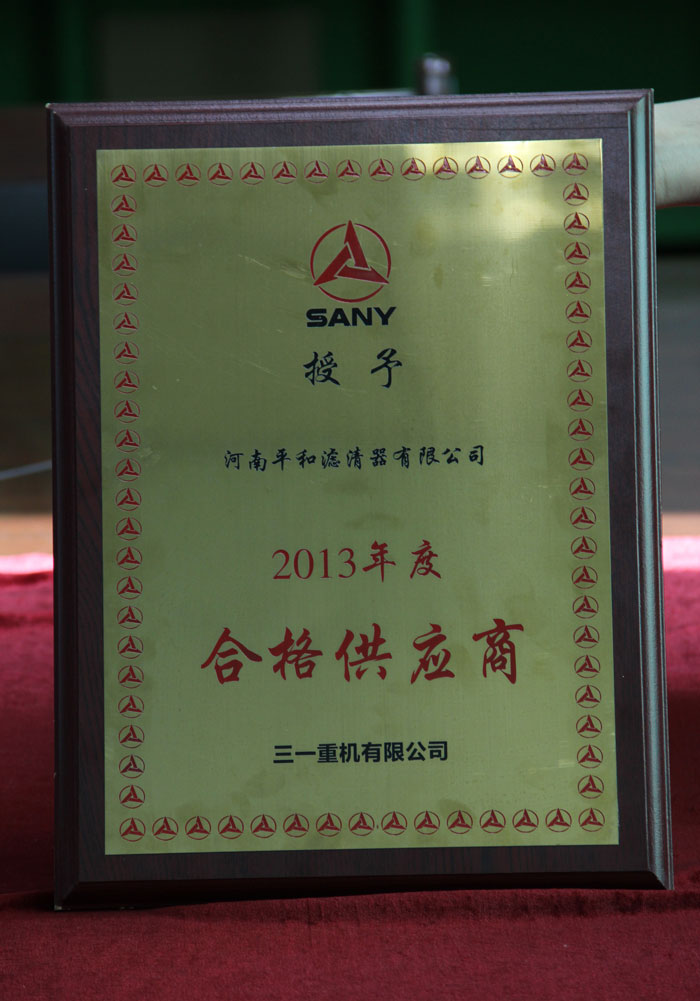 SANY
授予
河南平和滤清器有限公司
2013年度
合格供应商
三一重机有限公司